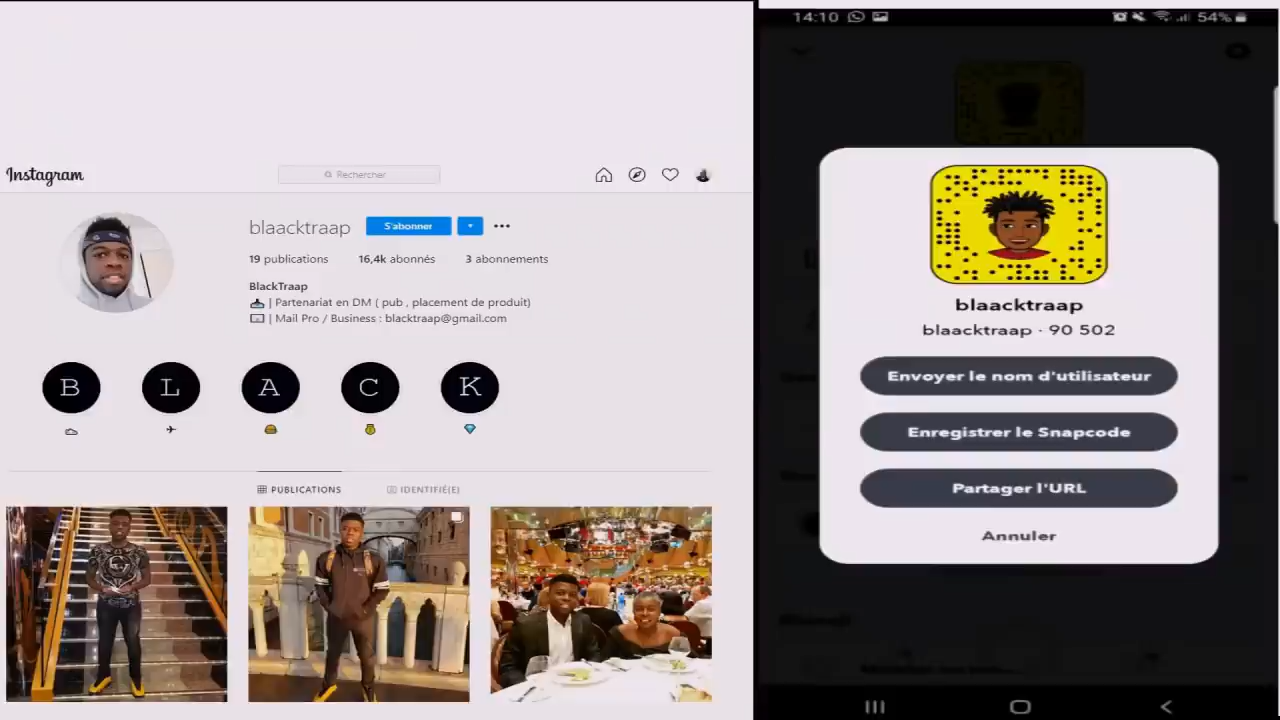 Instagram
Rechercher
blaacktraap
S'abonner
19 publications 16,4k abonnés 3 abonnements
BlackTraap
| Partenariat en DM ( pub , placement de produit)
| Mail Pro / Business : blacktraap@gmail.com
B L A C K
PUBLICATIONS IDENTIFIÉ(E)
14:10 54%
blaacktraap
blaacktraap · 90 502
Envoyer le nom d'utilisateur
Enregistrer le Snapcode
Partager l'URL
Annuler